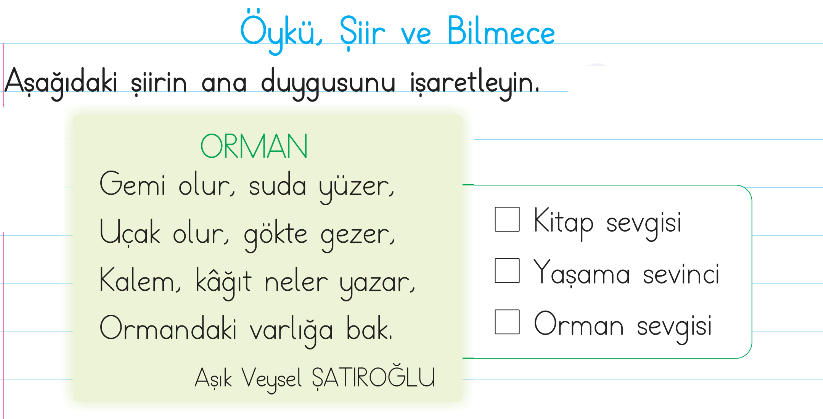 Öykü, Şiir ve Bilmece
Aşağıdaki şiirin ana duygusunu işaretleyin.
ORMAN
Gemi olur, suda yüzer,
Uçak olur, gökte gezer,
Kalem, kâğıt neler yazar,
Ormandaki varlığa bak.
Aşık Veysel ŞATIROĞLU
Kitap sevgisi
Yaşama sevinci
Orman sevgisi